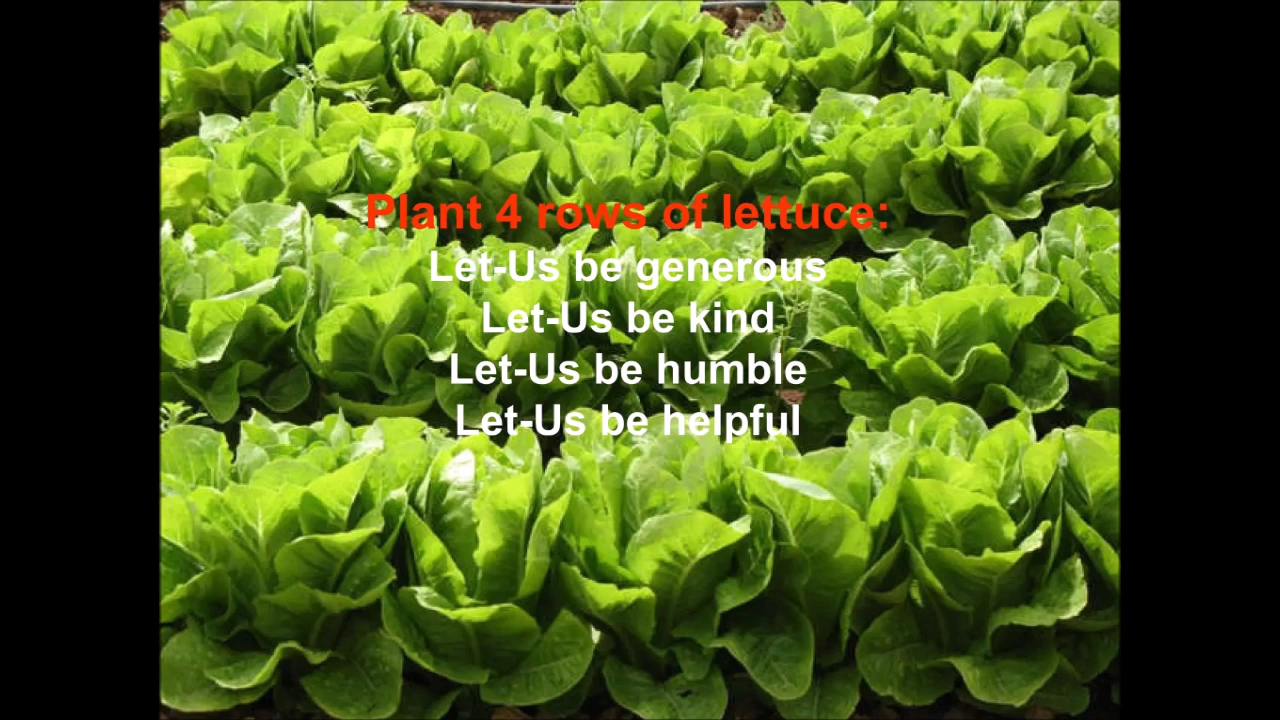 Plant 4 rows of lettuce:
Let-Us be generous
Let-Us be kind
Let-Us be humble
Let-Us be helpful